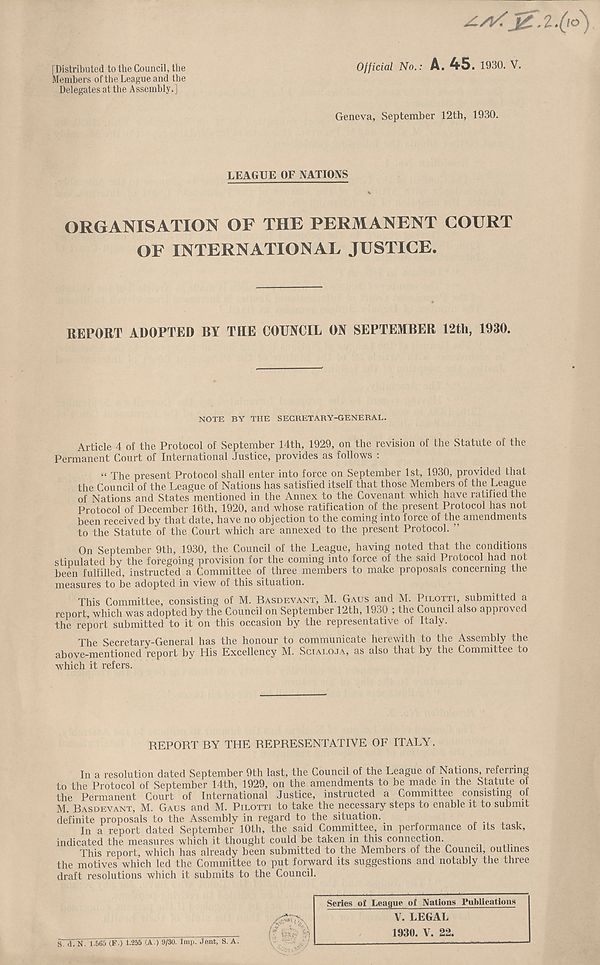 L.N. V.2.(10)
[Distributed to the Council, the
Members of the League and the
Delegates at the Assembly.]
Official No.: A. 45. 1930. V.
Geneva, September 12th, 1930.
LEAGUE OF NATIONS
ORGANISATION OF THE PERMANENT COURT
OF INTERNATIONAL JUSTICE.
REPORT ADOPTED BY THE COUNCIL ON SEPTEMBER 12th, 1930.
NOTE BY THE SECRETARY-GENERAL.
Article 4 of the Protocol of September 14th, 1929, on the revision of the Statute of the
Permanent Court of International Justice, provides as follows :
“ The present Protocol shall enter into force on September 1st, 1930, provided that
the Council of the League of Nations has satisfied itself that those Members of the League
of Nations and States mentioned in the Annex to the Covenant which have ratified the
Protocol of December 16th, 1920, and whose ratification of the present Protocol has not
been received by that date, have no objection to the coming into force of the amendments
to the Statute of the Court which are annexed to the present Protocol. ”
On September 9th, 1930, the Council of the League, having noted that the conditions
stipulated by the foregoing provision for the coming into force of the said Protocol had not
been fulfilled, instructed a Committee of three members to make proposals concerning the
measures to be adopted in view of this situation.
This Committee, consisting of M. BASDEVANT, M. GAUS and M. PILOTTI, submitted a
report, which was adopted by the Council on September 12th, 1930 ; the Council also approved
the report submitted to it on this occasion by the representative of Italy.
The Secretary-General has the honour to communicate herewith to the Assembly the
above-mentioned report by His Excellency M. SCIALOJA, as also that by the Committee to
which it refers.
REPORT BY THE REPRESENTATIVE OF ITALY.
In a resolution dated September 9th last, the Council of the League of Nations, referring
to the Protocol of September 14th, 1929, on the amendments to be made in the Statute of
the Permanent Court of International Justice, instructed a Committee consisting of
M. BASDEVANT, M. GAUS and M. PILOTTI to take the necessary steps to enable it to submit
definite proposals to the Assembly in regard to the situation.
In a report dated September 10th, the said Committee, in performance of its task,
indicated the measures which it thought could be taken in this connection.
This report, which has already been submitted to the Members of the Council, outlines
the motives which led the Committee to put forward its suggestions and notably the three
draft resolutions which it submits to the Council.
S. d. N. 1.565 (F.) 1.255 (A.) 9/30. Imp. Jent, S. A.
Series of League of Nations Publications
V. LEGAL
1930. V. 22.